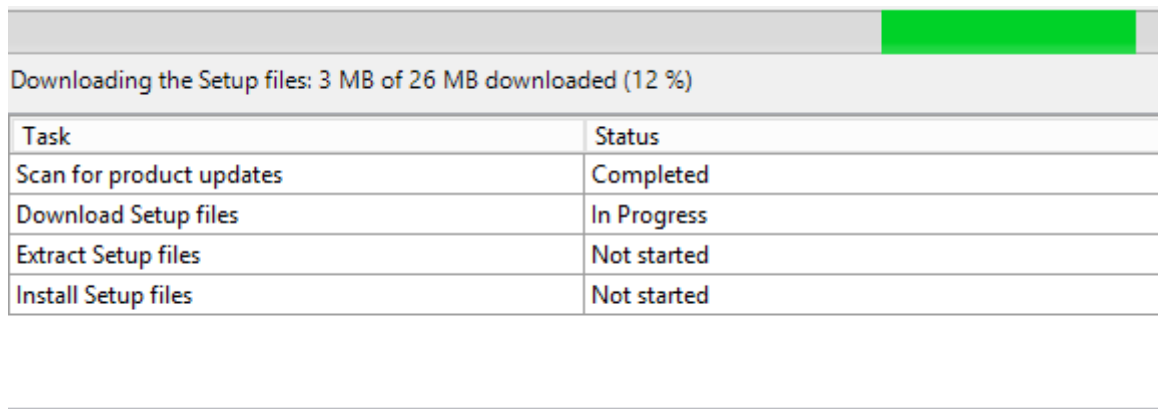 Downloading the Setup files: 3 MB of 26 MB downloaded (12 %)
Task Status
Scan for product updates Completed
Download Setup files In Progress
Extract Setup files Not started
Install Setup files Not started